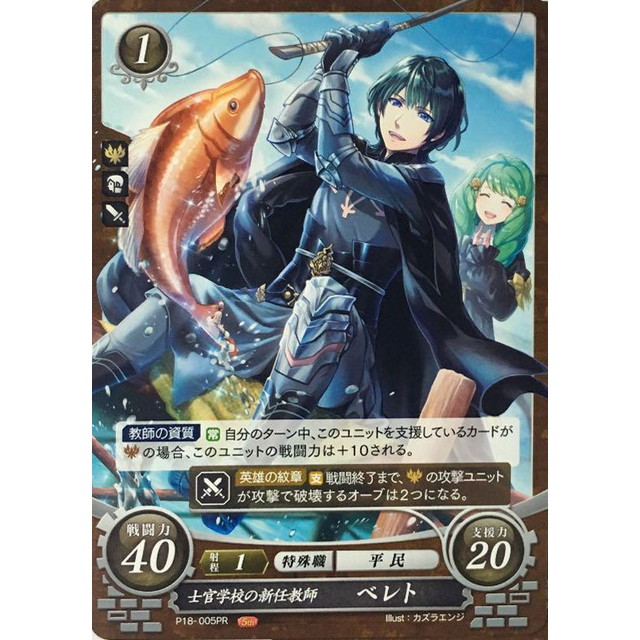 1
教師の資質 常 自分のターン中、このユニットを支援しているカードが
の場合、このユニットの戦闘力は+10される。
英雄の紋章 支 戦闘終了まで、の攻撃ユニット
が攻撃で破壊するオーブは2つになる。
戦闘力
40
射程 1 特殊職 平民
支援力
20
士官学校の新任教師 ベレト
P18-005PR 5th Illust:カズラエンジ